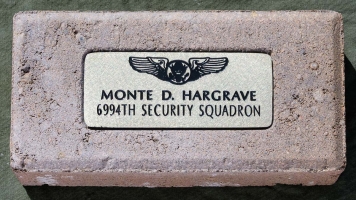 MONTE D. HARGRAVE
6994TH SECURITY SQUADRON